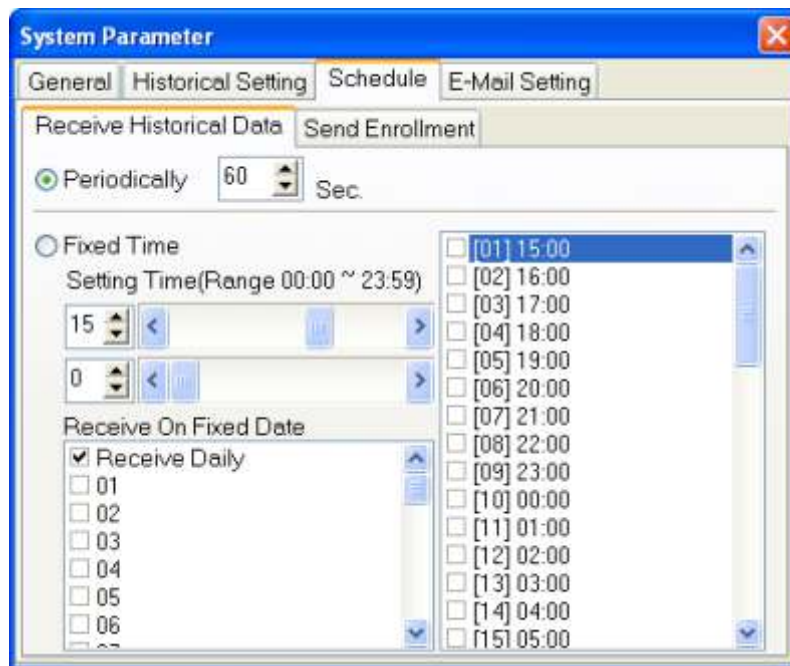 System Parameter
General Historical Setting Schedule E-Mail Setting
Receive Historical Data Send Enrollment
Periodically 60 Sec.
Fixed Time
Setting Time(Range 00:00 ~ 23:59)
15
0
Receive On Fixed Date
Receive Daily
01
02
03
04
05
06
[01] 15:00
[02] 16:00
[03] 17:00
[04] 18:00
[05] 19:00
[06] 20:00
[07] 21:00
[08] 22:00
[09] 23:00
[10] 00:00
[11] 01:00
[12] 02:00
[13] 03:00
[14] 04:00
[15] 05:00